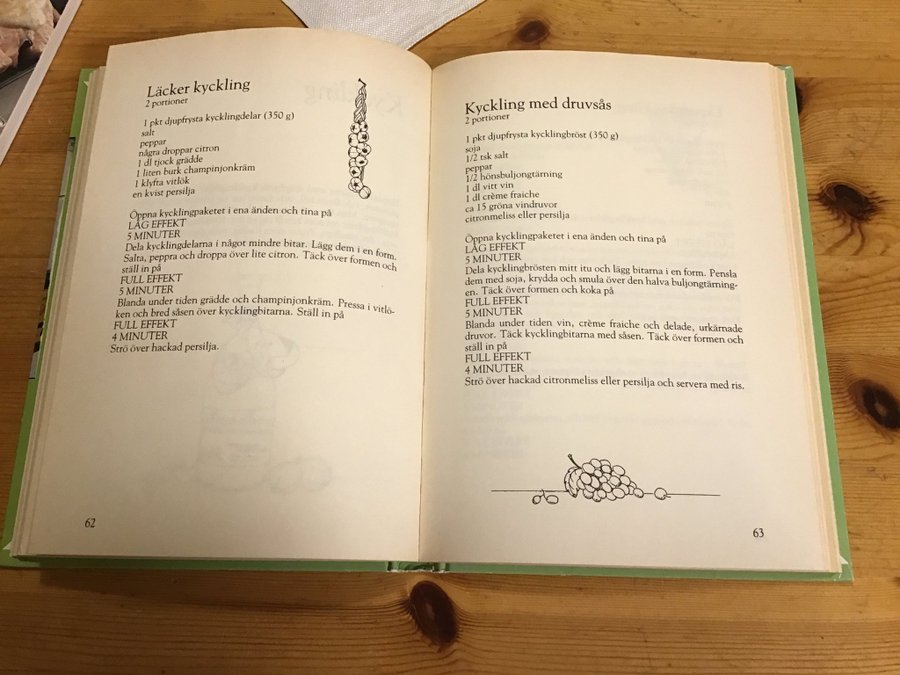 Läcker kyckling
2 portioner
1 pkt djupfrysta kycklingdelar (350 g)
salt
peppar
några droppar citron
1 dl tjock grädde
1 liten burk champinjonkräm
1 klyfta vitlök
en kvist persilja
Öppna kycklingpaketet i ena änden och tina på
LÅG EFFEKT
5 MINUTER
Dela kycklingdelarna i något mindre bitar. Lägg dem i en form.
Salta, peppra och droppa över lite citron. Täck över formen och
ställ in på
FULL EFFEKT
5 MINUTER
Blanda under tiden grädde och champinjonkräm. Pressa i vitlö-
ken och bred såsen över kycklingbitarna. Ställ in på
FULL EFFEKT
4 MINUTER
Strö över hackad persilja.
62
Kyckling med druvsås
2 portioner
1 pkt djupfrysta kycklingbröst (350 g)
soja
1/2 tsk salt
peppar
1/2 hönsbuljongtärning
1 dl vitt vin
1 dl crème fraiche
ca 15 gröna vindruvor
citronmeliss eller persilja
Öppna kycklingpaketet i ena änden och tina på
LÅG EFFEKT
5 MINUTER
Dela kycklingbrösten mitt itu och lägg bitarna i en form. Pensla
dem med soja, krydda och smula över den halva buljongtärning-
en. Täck över formen och koka på
FULL EFFEKT
5 MINUTER
Blanda under tiden vin, crème fraiche och delade, urkärnade
druvor. Täck kycklingbitarna med såsen. Täck över formen och
ställ in på
FULL EFFEKT
4 MINUTER
Strö över hackad citronmeliss eller persilja och servera med ris.
63